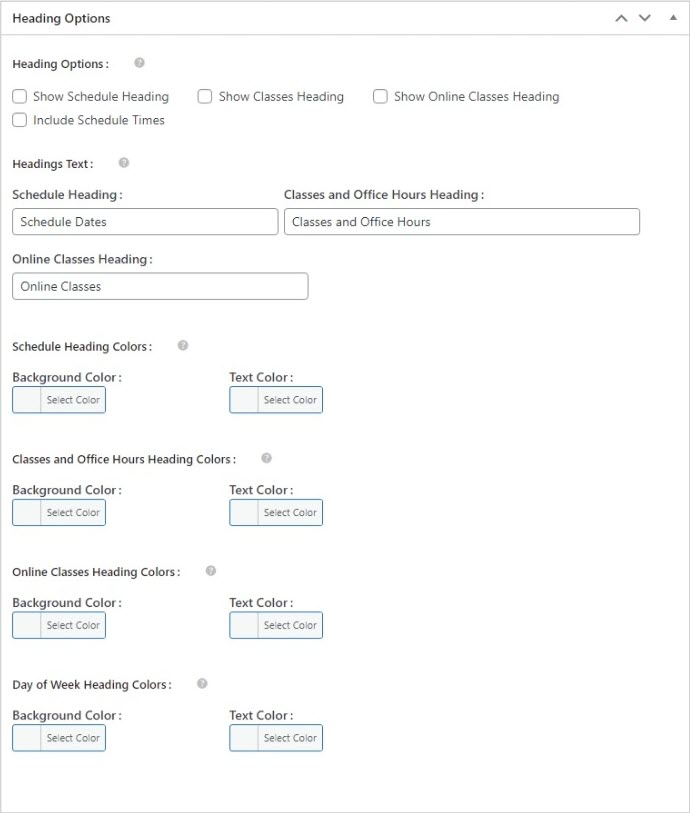 Heading Options
Heading Options :
Show Schedule Heading Show Classes Heading Show Online Classes Heading
Include Schedule Times
Headings Text :
Schedule Heading : Classes and Office Hours Heading :
Schedule Dates Classes and Office Hours
Online Classes Heading :
Online Classes
Schedule Heading Colors :
Background Color : Text Color :
Select Color Select Color
Classes and Office Hours Heading Colors :
Background Color : Text Color :
Select Color Select Color
Online Classes Heading Colors :
Background Color : Text Color :
Select Color Select Color
Day of Week Heading Colors :
Background Color : Text Color :
Select Color Select Color